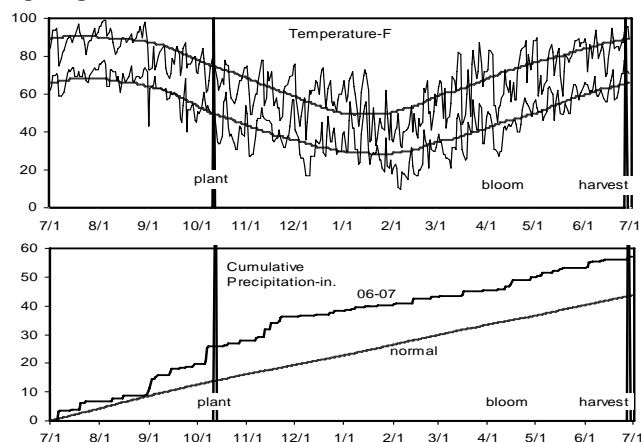 100
80
60
40
20
0
Temperature-F
plant
bloom
harvest
7/1 8/1 9/1 10/1 11/1 12/1 1/1 2/1 3/1 4/1 5/1 6/1 7/1
60
50
40
30
20
10
0
Cumulative
Precipitation-in.
06-07
normal
plant
bloom
harvest
7/1 8/1 9/1 10/1 11/1 12/1 1/1 2/1 3/1 4/1 5/1 6/1 7/1